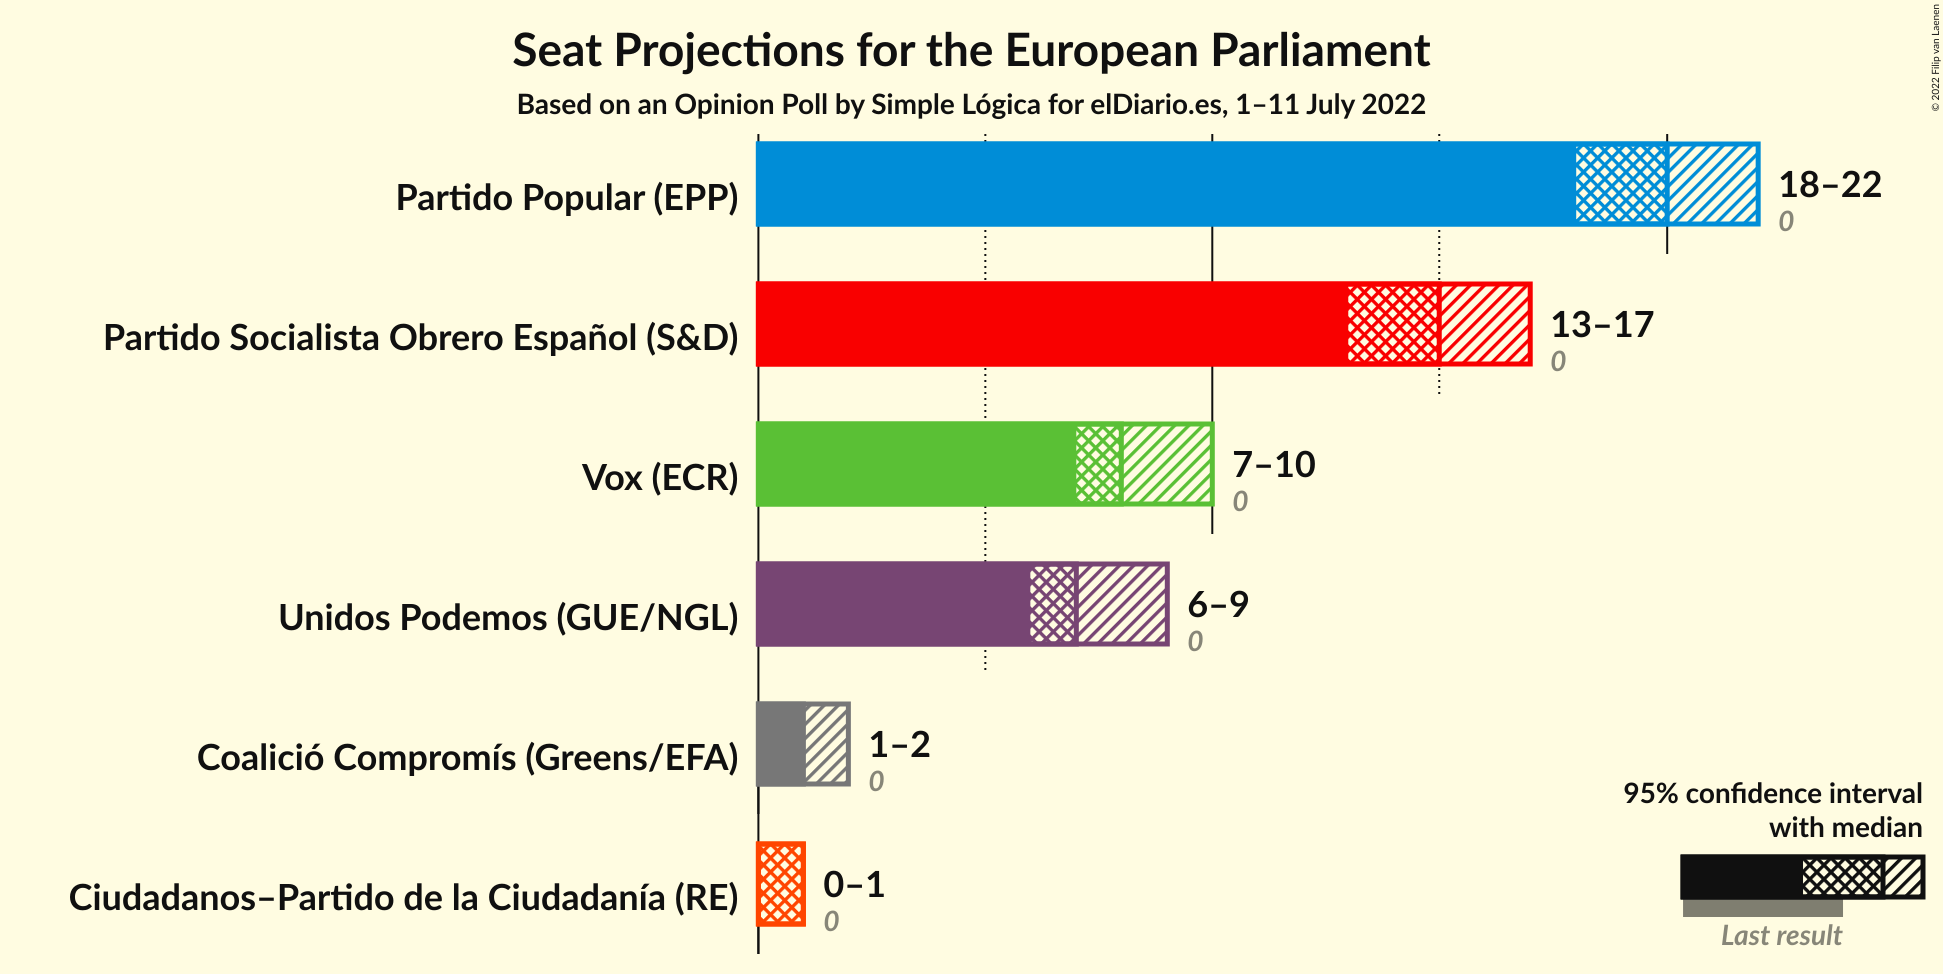 Seat Projections for the European Parliament
Based on an Opinion Poll by Simple Lógica for elDiario.es, 1–11 July 2022
© 2022 Filip van Laenen
Partido Popular (EPP)
18–22
0
Partido Socialista Obrero Español (S&D)
13–17
0
Vox (ECR)
7–10
0
Unidos Podemos (GUE/NGL)
6–9
0
Coalició Compromís (Greens/EFA)
1–2
0
Ciudadanos–Partido de la Ciudadanía (RE)
0–1
0
95% confidence interval
with median
Last result